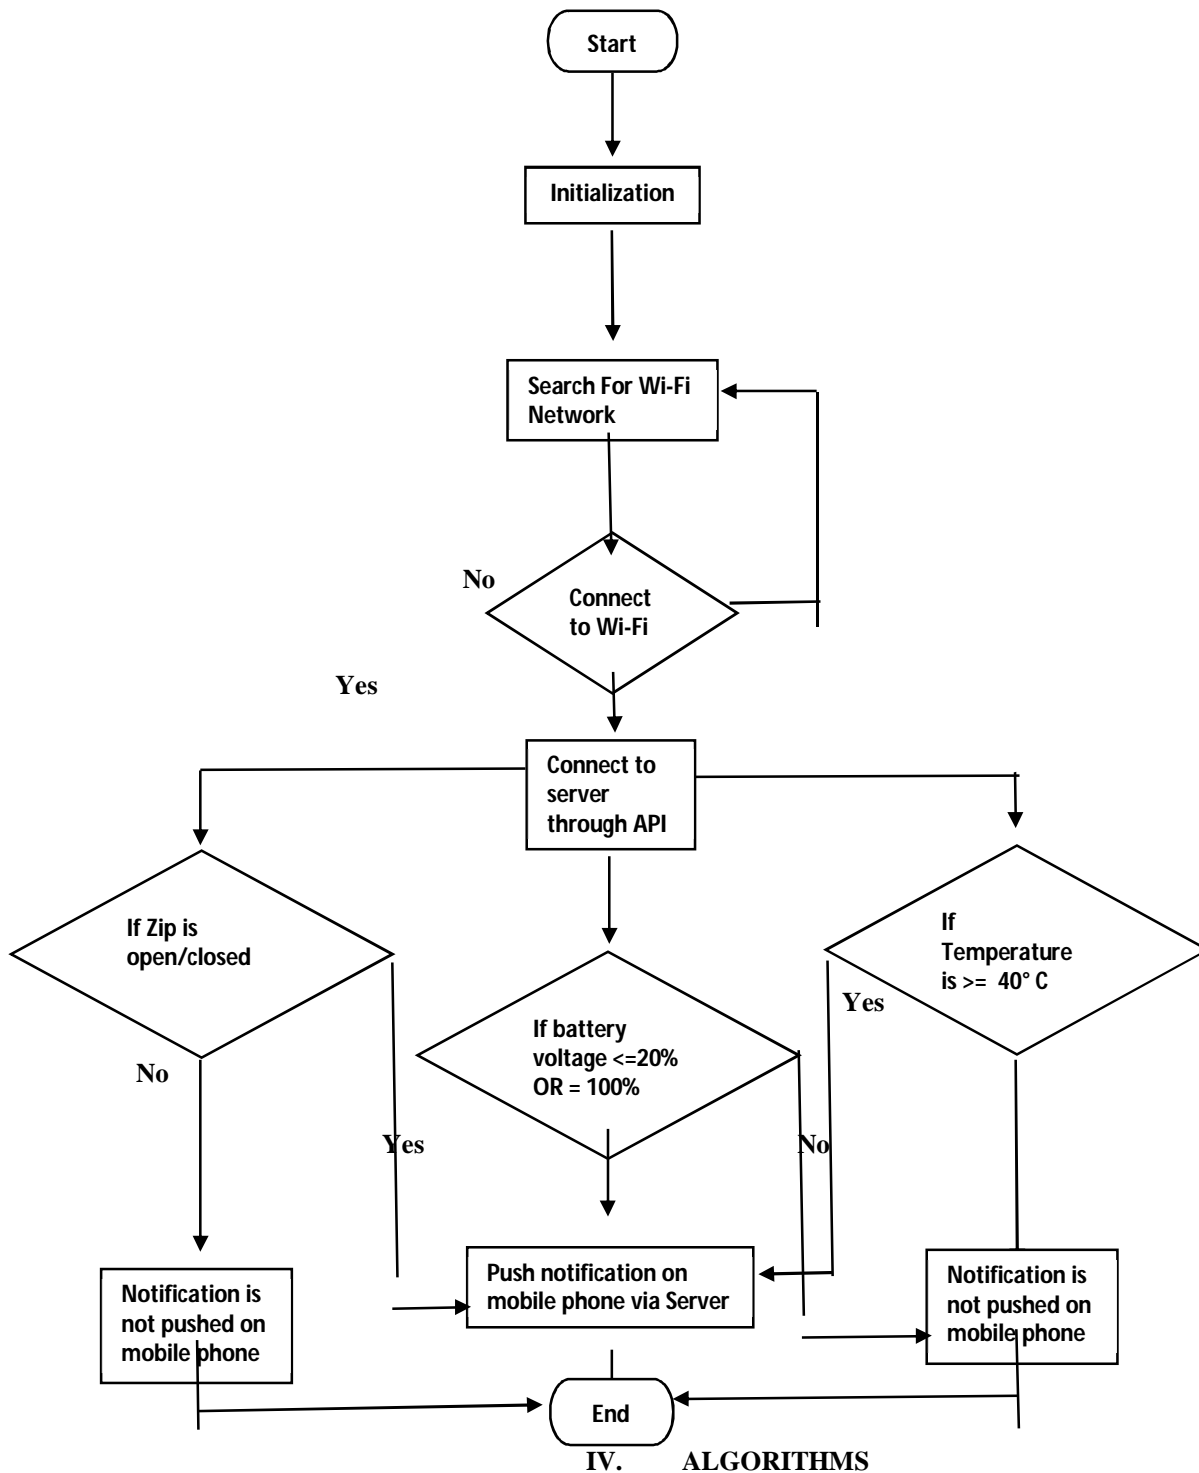 Start
Initialization
Search For Wi-Fi
Network
No
Connect
to Wi-Fi
Yes
Connect to
server
through API
If Zip is
open/closed
If
Temperature
is >= 40° C
Yes
If battery
voltage <=20%
OR = 100%
No
Yes
No
Notification is
not pushed on
mobile phone
Push notification on
mobile phone via Server
Notification is
not pushed on
mobile phone
End
IV. ALGORITHMS